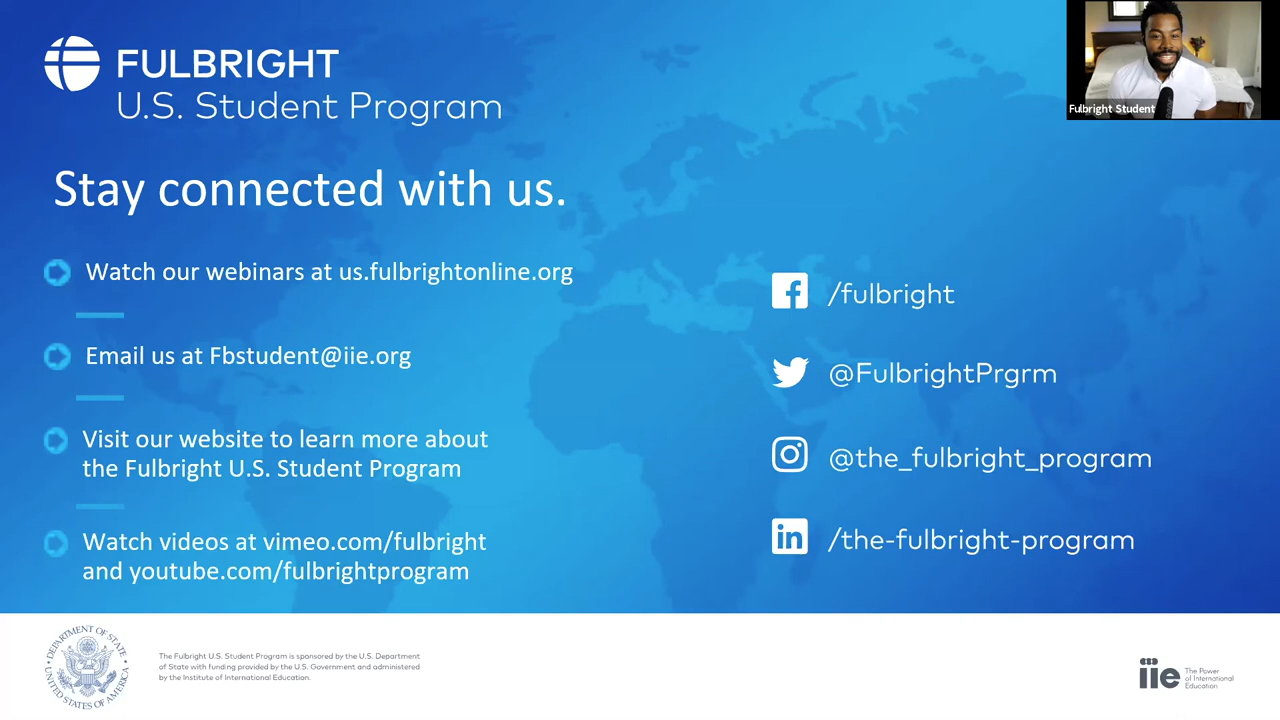 FULBRIGHT
U.S. Student Program
Fulbright Student
Stay connected with us.
Watch our webinars at us.fulbrightonline.org
Email us at Fbstudent@iie.org
Visit our website to learn more about
the Fulbright U.S. Student Program
Watch videos at vimeo.com/fulbright
and youtube.com/fulbrightprogram
/fulbright
@FulbrightPrgrm
@the_fulbright_program
/the-fulbright-program
DEPARTMENT OF STATE
UNITED STATES OF AMERICA
The Fulbright U.S. Student Program is sponsored by the U.S. Department
of State with funding provided by the U.S. Government and administered
by the Institute of International Education.
iie
The Power
of International
Education